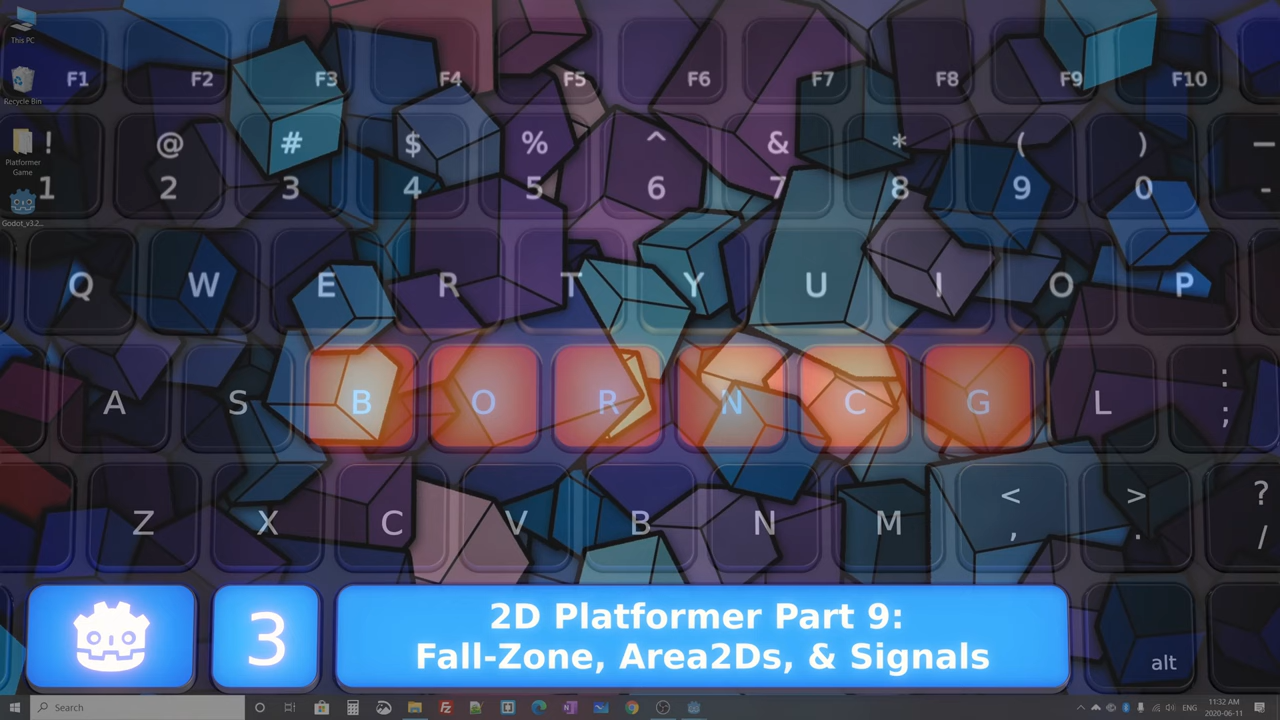 This PC
F1 F2 F3 F4 F5 F6 F7 F8 F9 F10
Recycle Bin
! @ # $ % ^ & * ( ) —
Platformer
Game
1 2 3 4 5 6 7 8 9 0 -
Godot_v3.2...
Q W E R T Y U I O P
A S B O R N C G L : ;
Z X C V B N M < , > . ? /
3
2D Platformer Part 9:
Fall-Zone, Area2Ds, & Signals
alt
Search
ENG
11:32 AM
2020-06-11